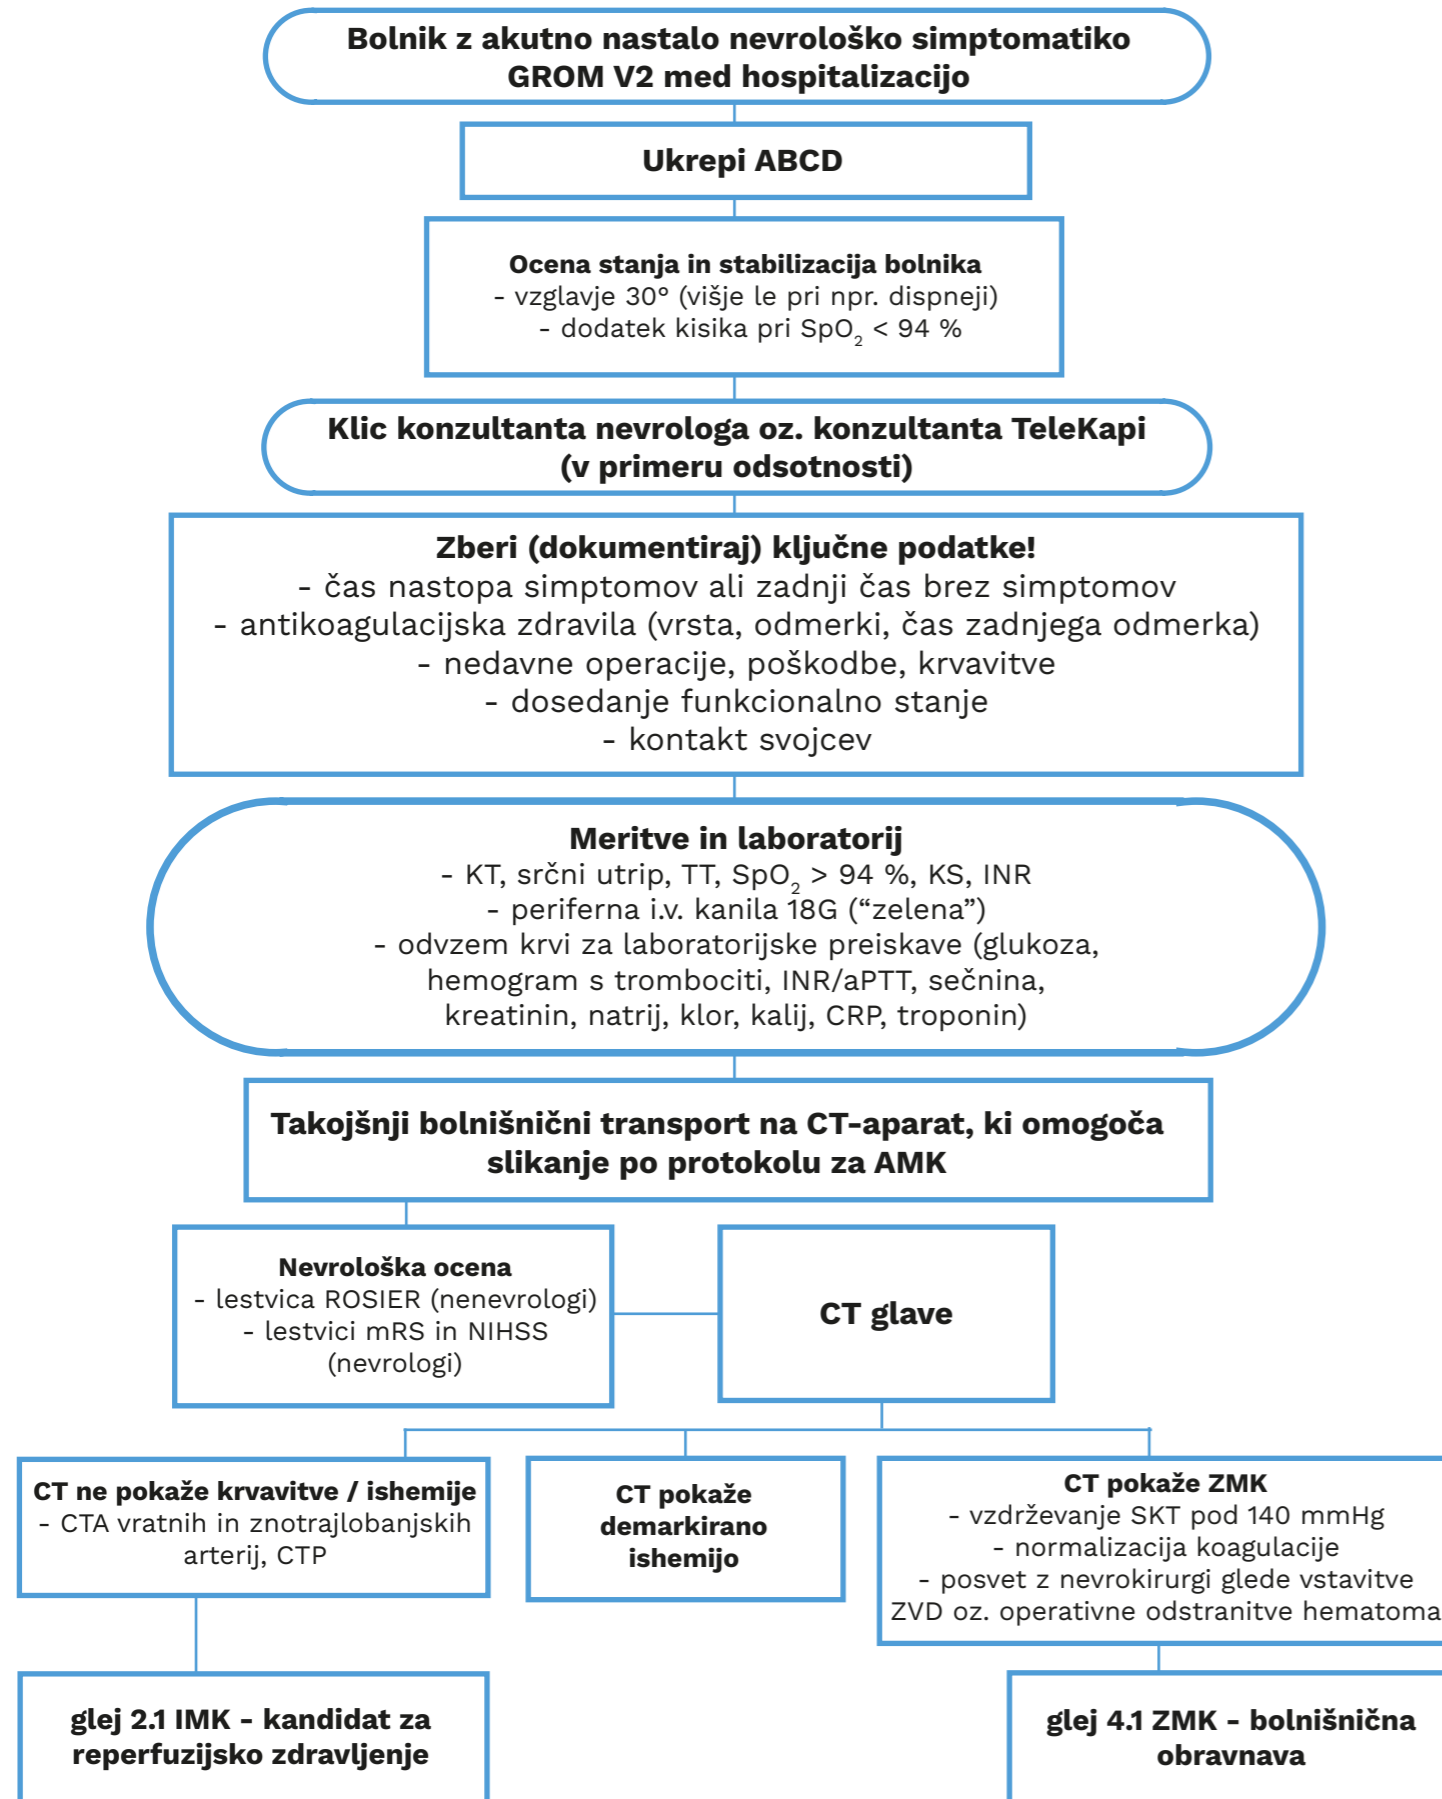 Bolnik z akutno nastalo nevrološko simptomatiko
GROM V2 med hospitalizacijo
Ukrepi ABCD
Ocena stanja in stabilizacija bolnika
- vzglavje 30° (višje le pri npr. dispneji)
- dodatek kisika pri SpO₂ < 94 %
Klic konzultanta nevrologa oz. konzultanta TeleKapi
(v primeru odsotnosti)
Zberi (dokumentiraj) ključne podatke!
- čas nastopa simptomov ali zadnji čas brez simptomov
- antikoagulacijska zdravila (vrsta, odmerki, čas zadnjega odmerka)
- nedavne operacije, poškodbe, krvavitve
- dosedanje funkcionalno stanje
- kontakt svojcev
Meritve in laboratorij
- KT, srčni utrip, TT, SpO₂ > 94 %, KS, INR
- periferna i.v. kanila 18G (“zelena”)
- odvzem krvi za laboratorijske preiskave (glukoza,
hemogram s trombociti, INR/aPTT, sečnina,
kreatinin, natrij, klor, kalij, CRP, troponin)
Takojšnji bolnišnični transport na CT-aparat, ki omogoča
slikanje po protokolu za AMK
Nevrološka ocena
- lestvica ROSIER (nenevrologi)
- lestvici mRS in NIHSS
(nevrologi)
CT glave
CT ne pokaže krvavitve / ishemije
- CTA vratnih in znotrajlobanjskih
arterij, CTP
CT pokaže
demarkirano
ishemijo
CT pokaže ZMK
- vzdrževanje SKT pod 140 mmHg
- normalizacija koagulacije
- posvet z nevrokirurgi glede vstavitve
ZVD oz. operativne odstranitve hematoma
glej 2.1 IMK - kandidat za
reperfuzijsko zdravljenje
glej 4.1 ZMK - bolnišnična
obravnava